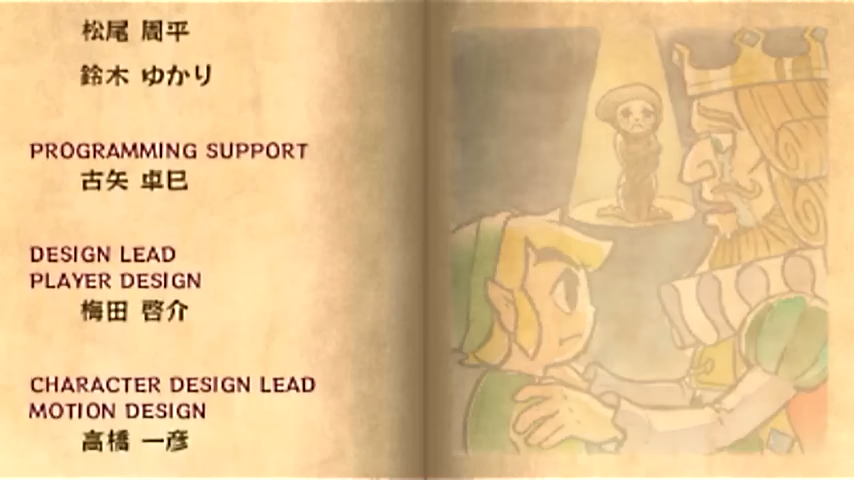 松尾 周平
鈴木 ゆかり
PROGRAMMING SUPPORT
古矢 卓巳
DESIGN LEAD
PLAYER DESIGN
梅田 啓介
CHARACTER DESIGN LEAD
MOTION DESIGN
高橋 一彦